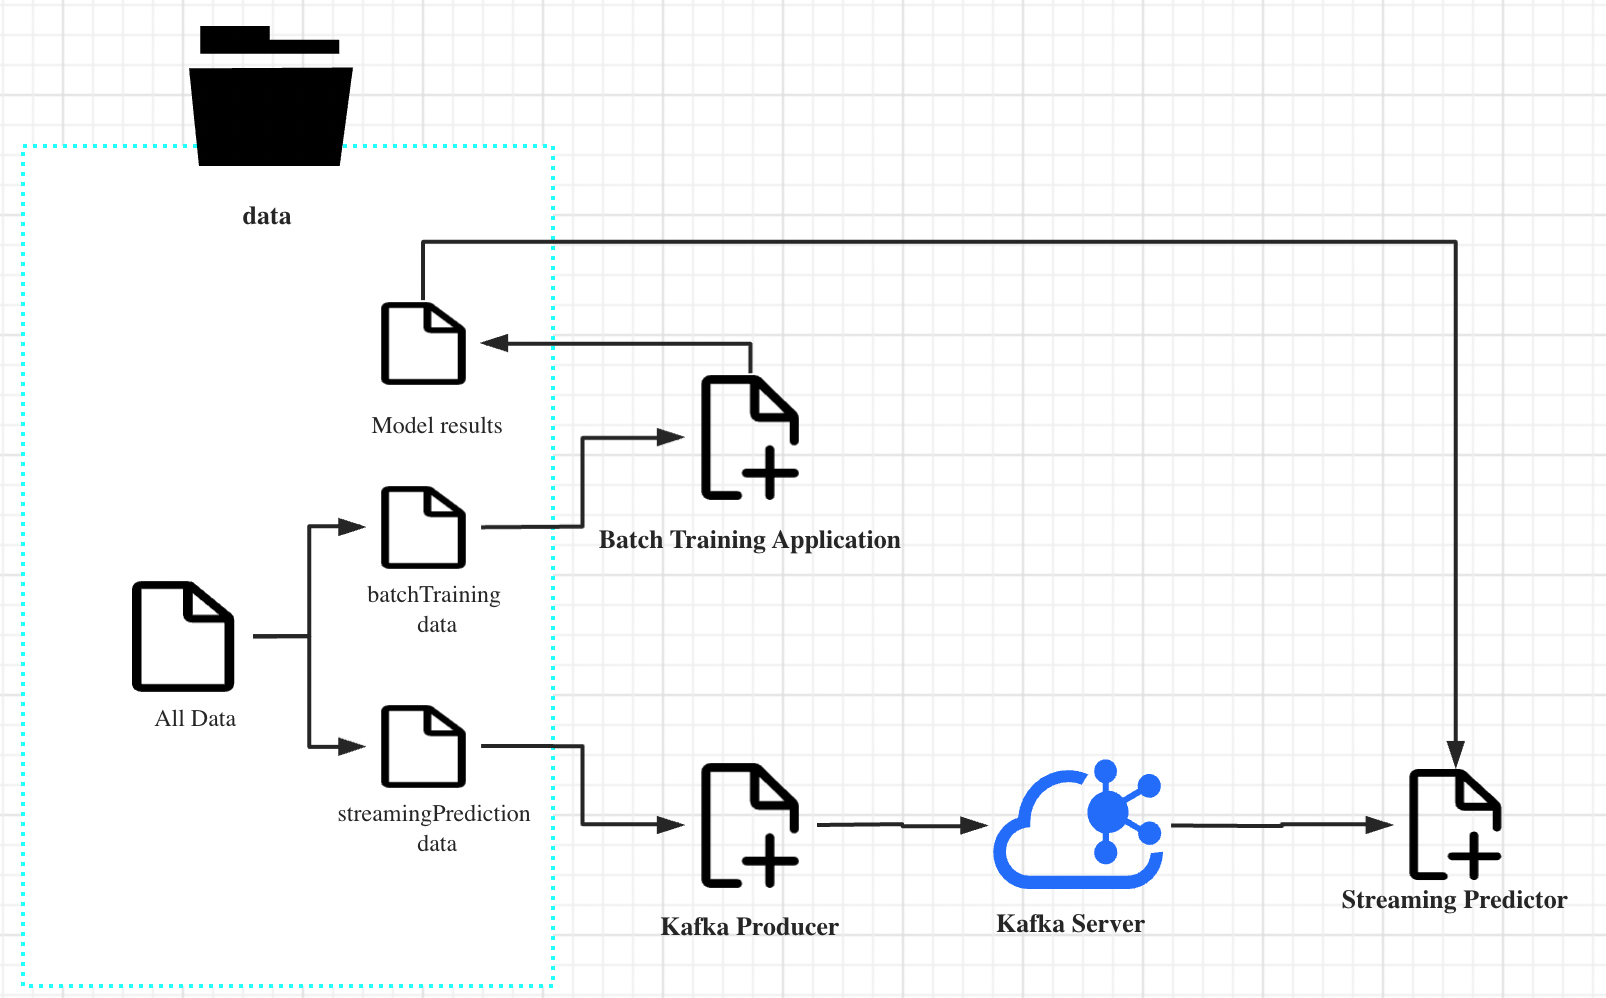 data
Model results
Batch Training Application
batchTraining
data
All Data
streamingPrediction
data
Kafka Producer
Kafka Server
Streaming Predictor